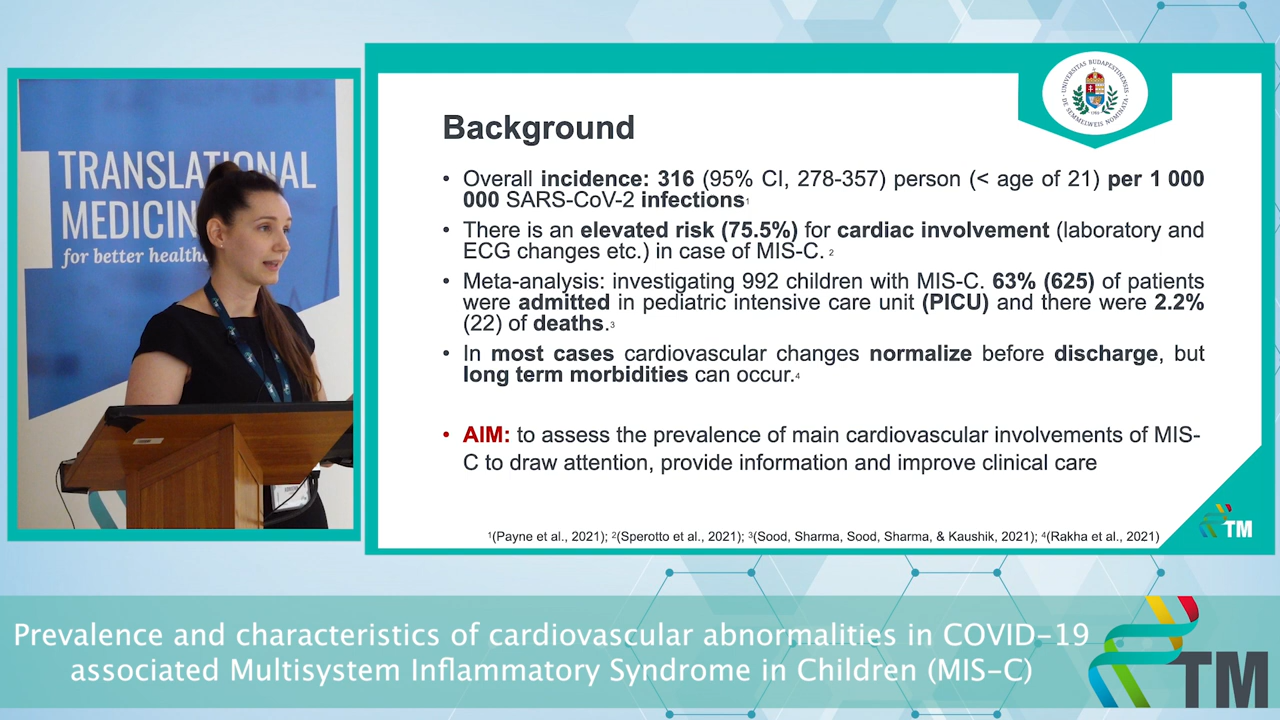 TRANSLATIONAL
MEDICIN
for better healthc
UNIVERSITAS BUDAPESTINENSIS
DE SEMMELWEIS NOMINATA
Background
• Overall incidence: 316 (95% CI, 278-357) person (< age of 21) per 1 000
000 SARS-CoV-2 infections1
• There is an elevated risk (75.5%) for cardiac involvement (laboratory and
ECG changes etc.) in case of MIS-C. 2
• Meta-analysis: investigating 992 children with MIS-C. 63% (625) of patients
were admitted in pediatric intensive care unit (PICU) and there were 2.2%
(22) of deaths.3
• In most cases cardiovascular changes normalize before discharge, but
long term morbidities can occur.4
• AIM: to assess the prevalence of main cardiovascular involvements of MIS-
C to draw attention, provide information and improve clinical care
1(Payne et al., 2021); 2(Sperotto et al., 2021); 3(Sood, Sharma, Sood, Sharma, & Kaushik, 2021); 4(Rakha et al., 2021)
TM
Prevalence and characteristics of cardiovascular abnormalities in COVID-19
associated Multisystem Inflammatory Syndrome in Children (MIS-C)
TM